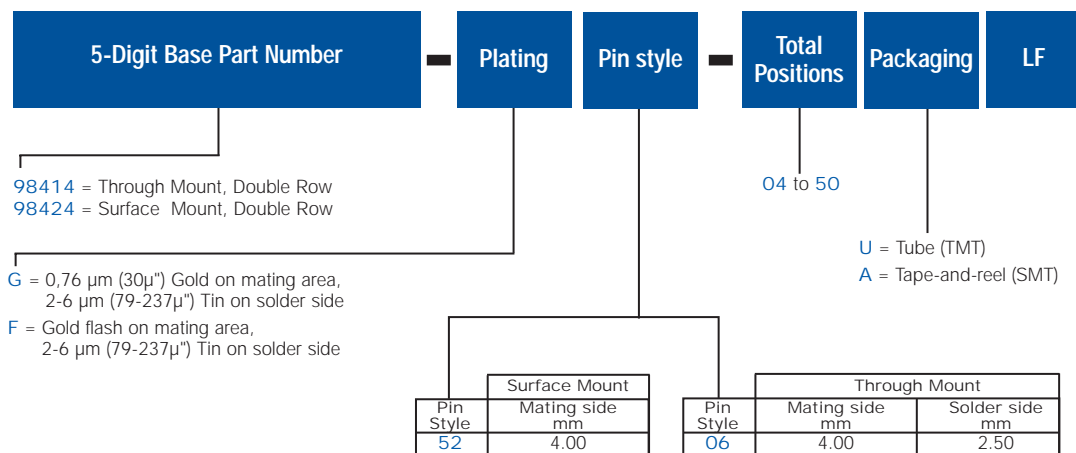 5-Digit Base Part Number
Plating
Pin style
Total
Positions
Packaging
LF
98414 = Through Mount, Double Row
98424 = Surface Mount, Double Row
04 to 50
U = Tube (TMT)
A = Tape-and-reel (SMT)
G = 0,76 µm (30µ") Gold on mating area,
2-6 µm (79-237µ") Tin on solder side
F = Gold flash on mating area,
2-6 µm (79-237µ") Tin on solder side
Surface Mount
Pin
Style
Mating side
mm
52
4.00
Through Mount
Pin
Style
Mating side
mm
Solder side
mm
06
4.00
2.50